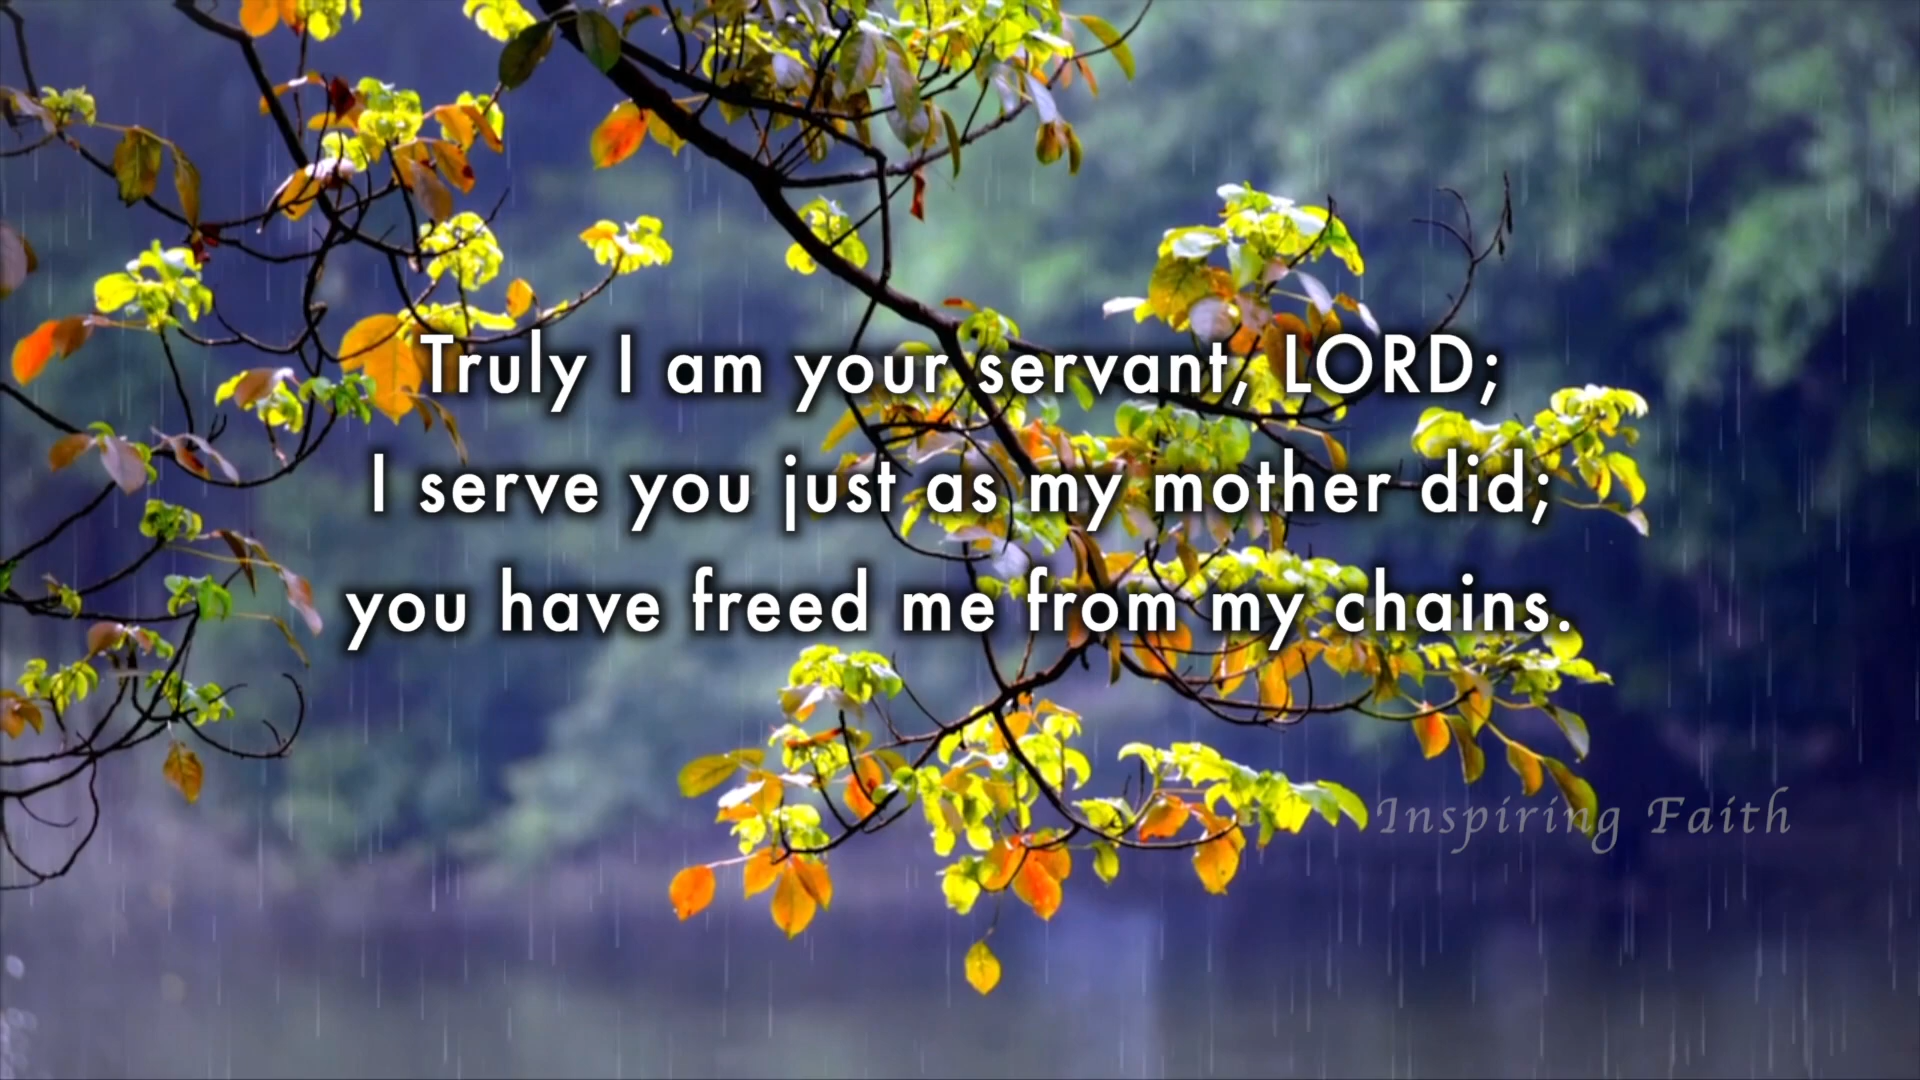 Truly I am your servant, LORD;
I serve you just as my mother did;
you have freed me from my chains.
Inspiring Faith